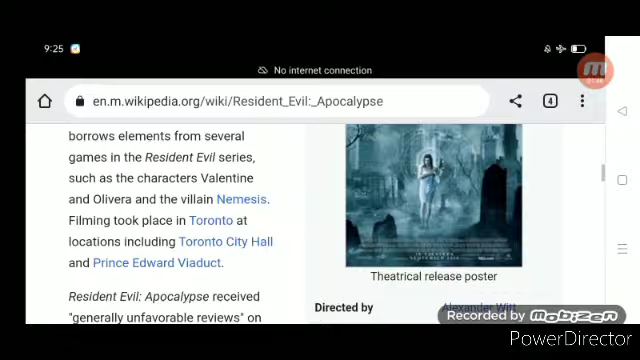 9:25
No internet connection
en.m.wikipedia.org/wiki/Resident_Evil:_Apocalypse
4
borrows elements from several
games in the Resident Evil series,
such as the characters Valentine
and Olivera and the villain Nemesis.
Filming took place in Toronto at
locations including Toronto City Hall
and Prince Edward Viaduct.
Resident Evil: Apocalypse received
"generally unfavorable reviews" on
Theatrical release poster
Directed by
Alexander Witt
Recorded by Mobizen
PowerDirector